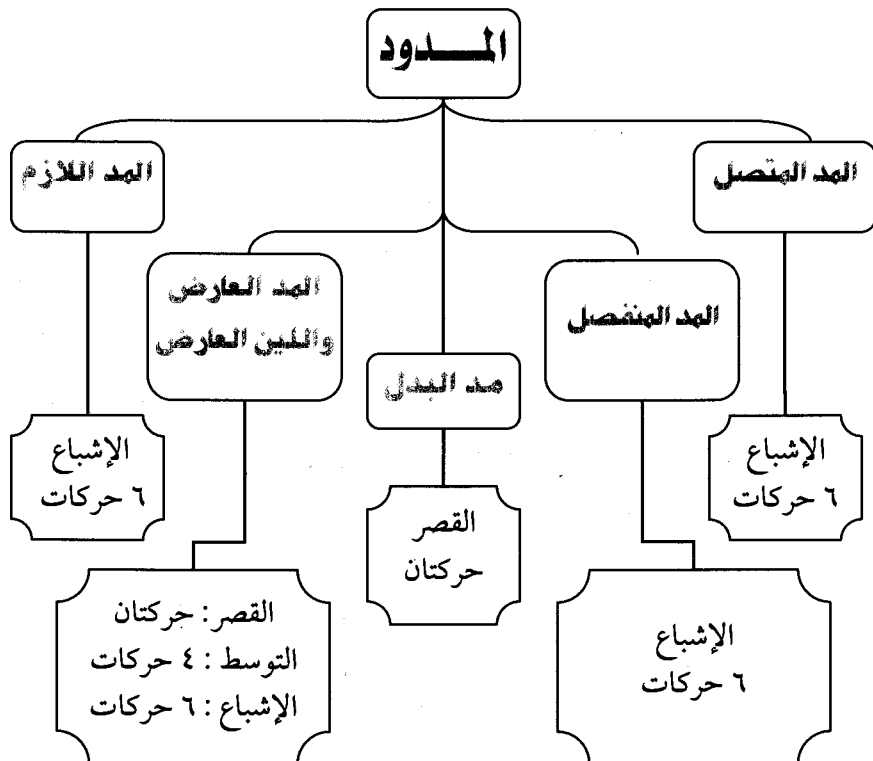 المـــدود
المد المتصل
المد اللازم
المد المنفصل
المد العارض
واللين العارض
مد البدل
الإشباع
٦ حركات
الإشباع
٦ حركات
القصر
حركتان
الإشباع
٦ حركات
القصر : حركتان
التوسط : ٤ حركات
الإشباع : ٦ حركات